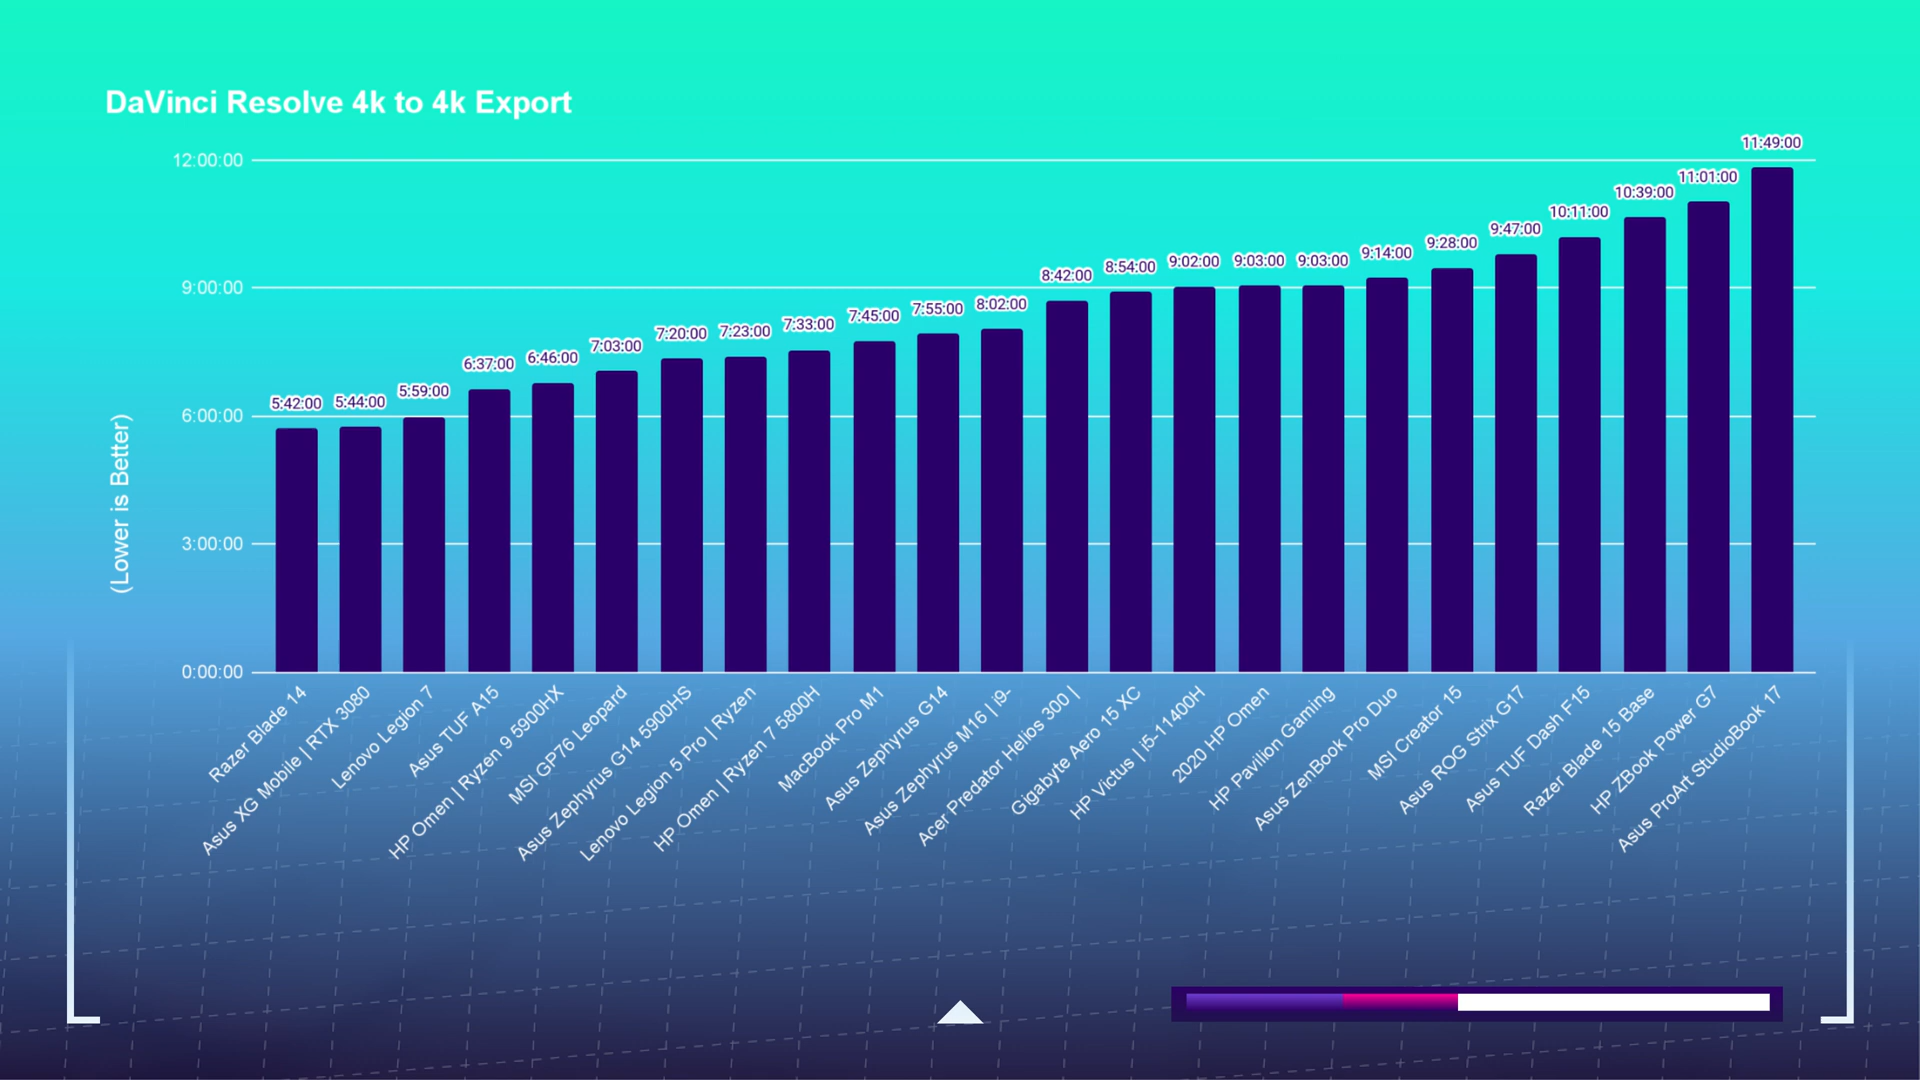 DaVinci Resolve 4k to 4k Export
(Lower is Better)
12:00:00
9:00:00
6:00:00
3:00:00
0:00:00
5:42:00
5:44:00
5:59:00
6:37:00
6:46:00
7:03:00
7:20:00
7:23:00
7:33:00
7:45:00
7:55:00
8:02:00
8:42:00
8:54:00
9:02:00
9:03:00
9:03:00
9:14:00
9:28:00
9:47:00
10:11:00
10:39:00
11:01:00
11:49:00
Razer Blade 14
Asus XG Mobile | RTX 3080
Lenovo Legion 7
Asus TUF A15
HP Omen | Ryzen 9 5900HX
MSI GP76 Leopard
Asus Zephyrus G14 5900HS
Lenovo Legion 5 Pro | Ryzen
HP Omen | Ryzen 7 5800H
MacBook Pro M1
Asus Zephyrus G14
Asus Zephyrus M16 | i9-
Acer Predator Helios 300 |
Gigabyte Aero 15 XC
HP Victus | i5-11400H
2020 HP Omen
HP Pavilion Gaming
Asus ZenBook Pro Duo
MSI Creator 15
Asus ROG Strix G17
Asus TUF Dash F15
Razer Blade 15 Base
HP ZBook Power G7
Asus ProArt StudioBook 17